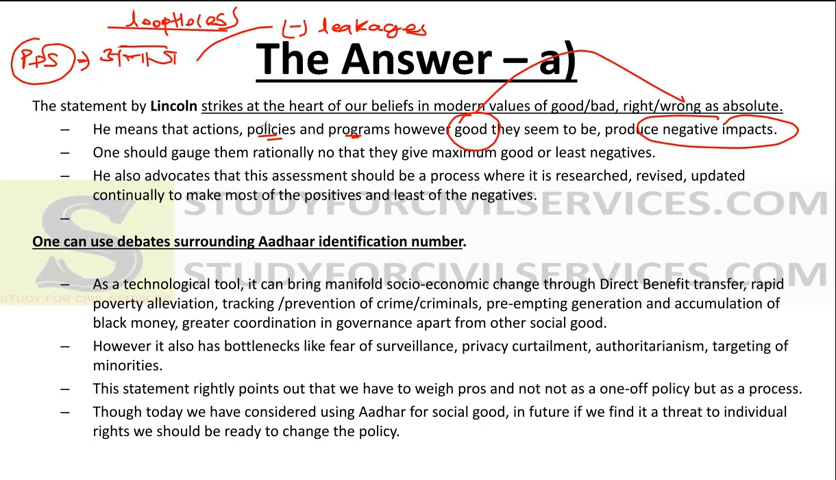 loopHo(es)
(-) leakages
PDS → अनाज
The Answer – a)
The statement by Lincoln strikes at the heart of our beliefs in modern values of good/bad, right/wrong as absolute.
– He means that actions, policies and programs however good they seem to be, produce negative impacts.
– One should gauge them rationally no that they give maximum good or least negatives.
– He also advocates that this assessment should be a process where it is researched, revised, updated
continually to make most of the positives and least of the negatives.
–
STUDYFORCIVILSERVICES.COM
One can use debates surrounding Aadhaar identification number.
STUDYFORCIVILSERVICES.COM
– As a technological tool, it can bring manifold socio-economic change through Direct Benefit transfer, rapid
STUDY FOR CIVIL SERVICES
poverty alleviation, tracking /prevention of crime/criminals, pre-empting generation and accumulation of
black money, greater coordination in governance apart from other social good.
– However it also has bottlenecks like fear of surveillance, privacy curtailment, authoritarianism, targeting of
minorities.
– This statement rightly points out that we have to weigh pros and not not as a one-off policy but as a process.
– Though today we have considered using Aadhar for social good, in future if we find it a threat to individual
rights we should be ready to change the policy.